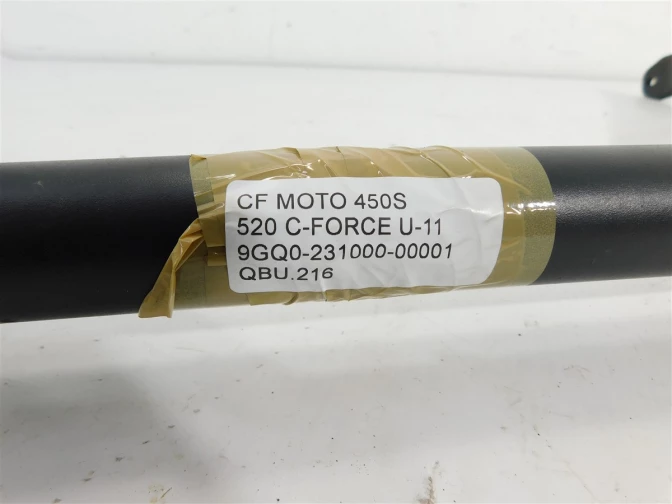 CF MOTO 450S
520 C-FORCE U-11
9GQ0-231000-00001
QBU.216